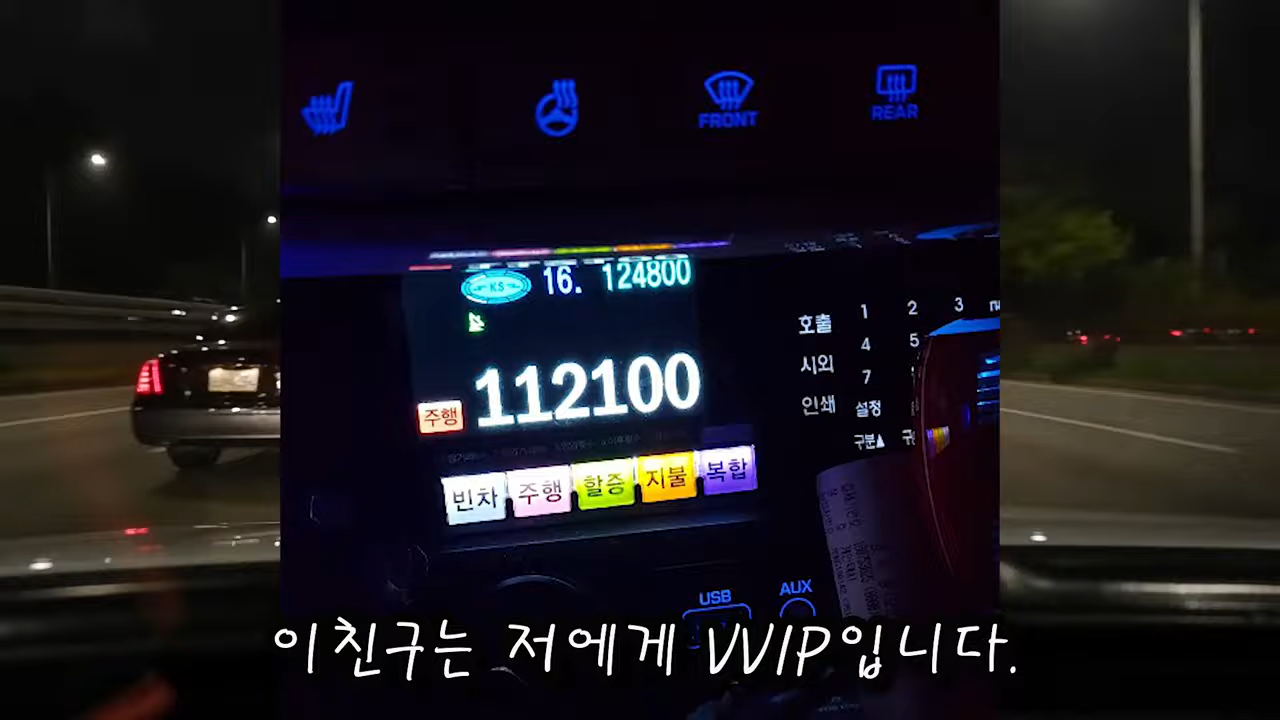 FRONT
REAR
KS
16. 124800
주행 112100
빈차 주행 할증 지불 복합
호출 1 2 3
시외 4 5
인쇄 7
설정
구분▲
USB
AUX
이친구는 저에게 VVIP입니다.